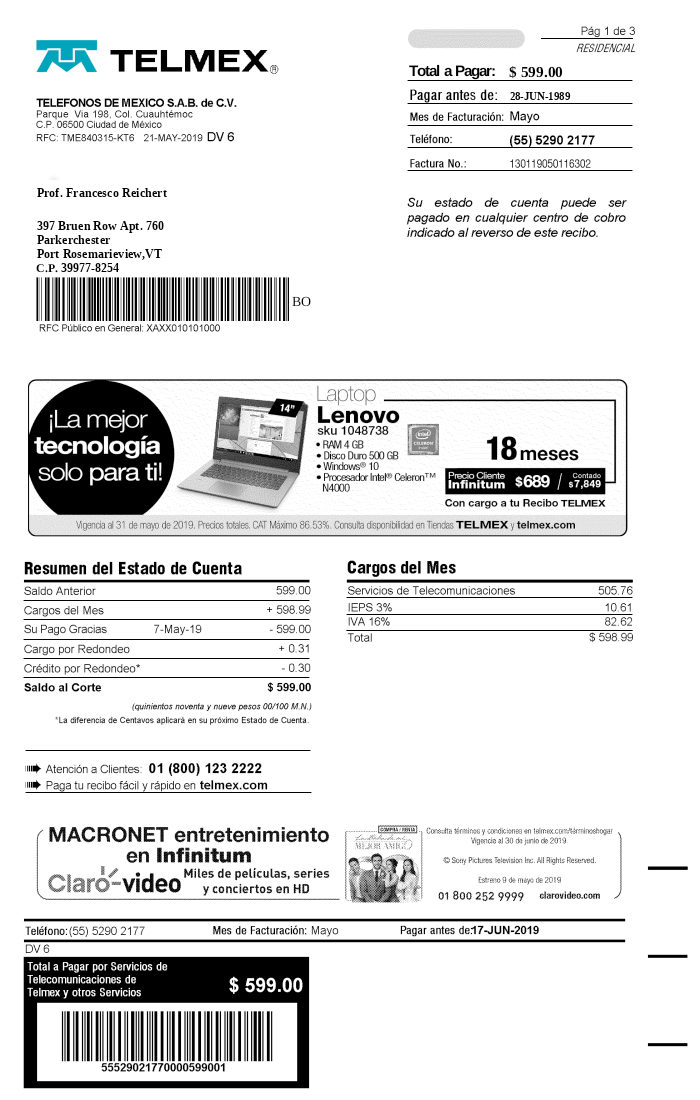 Pág 1 de 3
RESIDENCIAL
TELMEX®
Total a Pagar: $ 599.00
Pagar antes de: 28-JUN-1989
Mes de Facturación: Mayo
Teléfono: (55) 5290 2177
Factura No.: 130119050116302
TELEFONOS DE MEXICO S.A.B. de C.V.
Parque Via 198, Col. Cuauhtémoc
C.P. 06500 Ciudad de México
RFC: TME840315-KT6 21-MAY-2019 DV 6
Su estado de cuenta puede ser
pagado en cualquier centro de cobro
indicado al reverso de este recibo.
Prof. Francesco Reichert
397 Bruen Row Apt. 760
Parkerchester
Port Rosemarieview,VT
C.P. 39977-8254
BO
RFC Público en General: XAXX010101000
¡La mejor
tecnología
solo para ti!
14"
Laptop
Lenovo
sku 1048738
• RAM 4 GB
• Disco Duro 500 GB
• Windows® 10
• Procesador Intel® Celeron™
N4000
intel
CELERON
18 meses
Precio Cliente
Infinitum $689 / Contado
$7,849
Con cargo a tu Recibo TELMEX
Vigencia al 31 de mayo de 2019. Precios totales. CAT Máximo 86.53%. Consulta disponibilidad en Tiendas TELMEX y telmex.com
Resumen del Estado de Cuenta
Saldo Anterior 599.00
Cargos del Mes + 598.99
Su Pago Gracias 7-May-19 - 599.00
Cargo por Redondeo + 0.31
Crédito por Redondeo* - 0.30
Saldo al Corte $ 599.00
(quinientos noventa y nueve pesos 00/100 M.N.)
*La diferencia de Centavos aplicará en su próximo Estado de Cuenta.
Cargos del Mes
Servicios de Telecomunicaciones 505.76
IEPS 3% 10.61
IVA 16% 82.62
Total $ 598.99
Atención a Clientes: 01 (800) 123 2222
Paga tu recibo fácil y rápido en telmex.com
MACRONET entretenimiento
en Infinitum
Claro-video Miles de películas, series
y conciertos en HD
COMPRA / RENTA
MEJOR AMIGO
Consulta términos y condiciones en telmex.com/términoshogar
Vigencia al 30 de junio de 2019
© Sony Pictures Television Inc. All Rights Reserved.
Estreno 9 de mayo de 2019
01 800 252 9999 clarovideo.com
Teléfono: (55) 5290 2177 Mes de Facturación: Mayo Pagar antes de:17-JUN-2019
DV 6
Total a Pagar por Servicios de
Telecomunicaciones de
Telmex y otros Servicios
$ 599.00
55529021770000599001